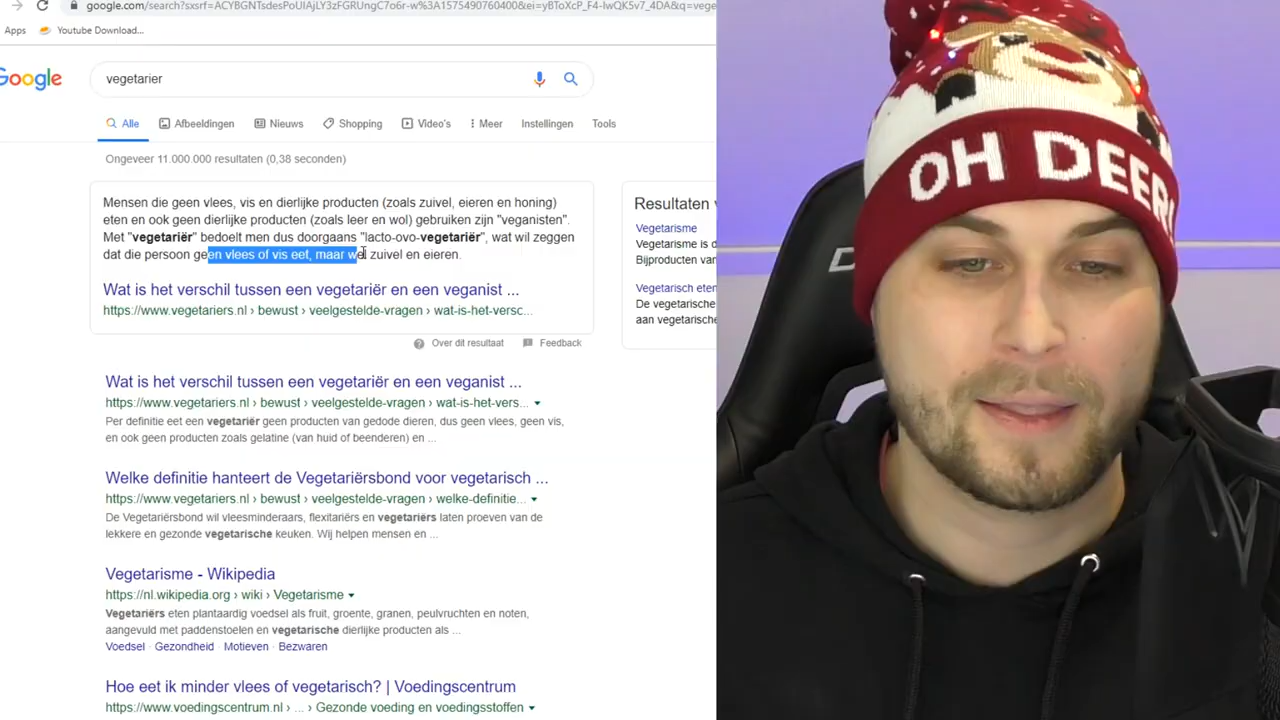 google.com/search?sxsrf=ACYBGNTsdesPoUIAjLY3zFGRUngC7o6r-w%3A1575490760400&ei=yBToXcP_F4-lwQK5v7_4DA&q=vege
Apps Youtube Download...
Google
vegetarier
Alle Afbeeldingen Nieuws Shopping Video's Meer Instellingen Tools
Ongeveer 11.000.000 resultaten (0,38 seconden)
Mensen die geen vlees, vis en dierlijke producten (zoals zuivel, eieren en honing)
eten en ook geen dierlijke producten (zoals leer en wol) gebruiken zijn "veganisten".
Met "vegetariër" bedoelt men dus doorgaans "lacto-ovo-vegetariër", wat wil zeggen
dat die persoon geen vlees of vis eet, maar wel zuivel en eieren.
Wat is het verschil tussen een vegetariër en een veganist ...
https://www.vegetariers.nl › bewust › veelgestelde-vragen › wat-is-het-versc...
Over dit resultaat Feedback
Wat is het verschil tussen een vegetariër en een veganist ...
https://www.vegetariers.nl › bewust › veelgestelde-vragen › wat-is-het-vers...
Per definitie eet een vegetariër geen producten van gedode dieren, dus geen vlees, geen vis,
en ook geen producten zoals gelatine (van huid of beenderen) en ...
Welke definitie hanteert de Vegetariërsbond voor vegetarisch ...
https://www.vegetariers.nl › bewust › veelgestelde-vragen › welke-definitie...
De Vegetariërsbond wil vleesminderaars, flexitariërs en vegetariërs laten proeven van de
lekkere en gezonde vegetarische keuken. Wij helpen mensen en ...
Vegetarisme - Wikipedia
https://nl.wikipedia.org › wiki › Vegetarisme
Vegetariërs eten plantaardig voedsel als fruit, groente, granen, peulvruchten en noten,
aangevuld met paddenstoelen en vegetarische dierlijke producten als ...
Voedsel · Gezondheid · Motieven · Bezwaren
Hoe eet ik minder vlees of vegetarisch? | Voedingscentrum
https://www.voedingscentrum.nl › ... › Gezonde voeding en voedingsstoffen
Resultaten v
Vegetarisme
Vegetarisme is d
Bijproducten var
Vegetarisch eten
De vegetarische
aan vegetarische
OH DEER!